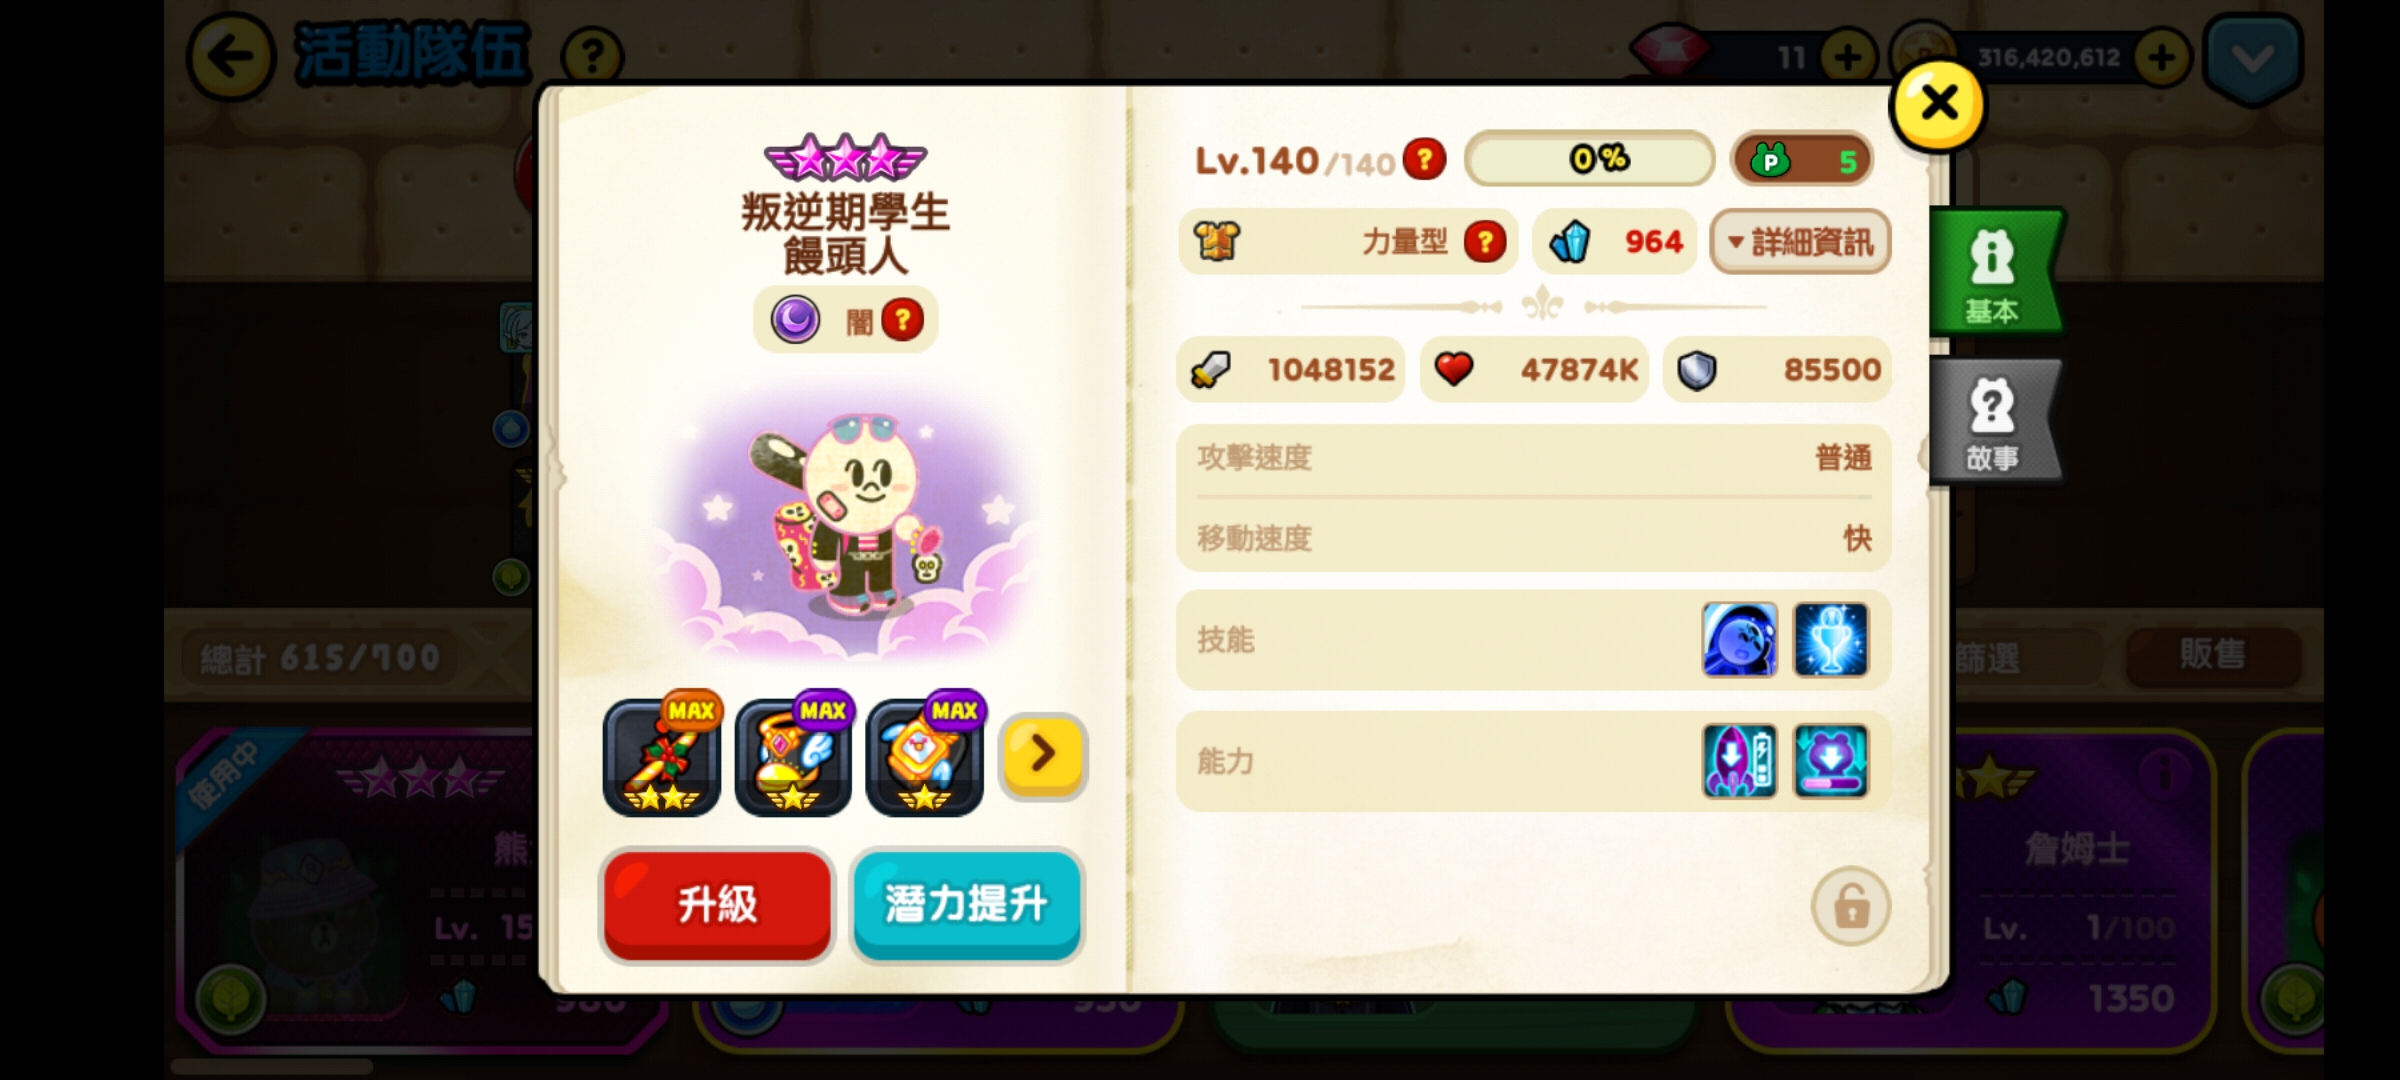 活動隊伍
?
11
316,420,612
叛逆期學生
饅頭人
闇 ?
MAX
MAX
MAX
升級
潛力提升
Lv.140/140 ?
0%
P 5
力量型 ?
964
詳細資訊
1048152
47874K
85500
攻擊速度 普通
移動速度 快
技能
能力
基本
故事
總計 615/700
篩選
販售
使用中
熊
Lv. 15
980
950
詹姆士
Lv. 1/100
1350